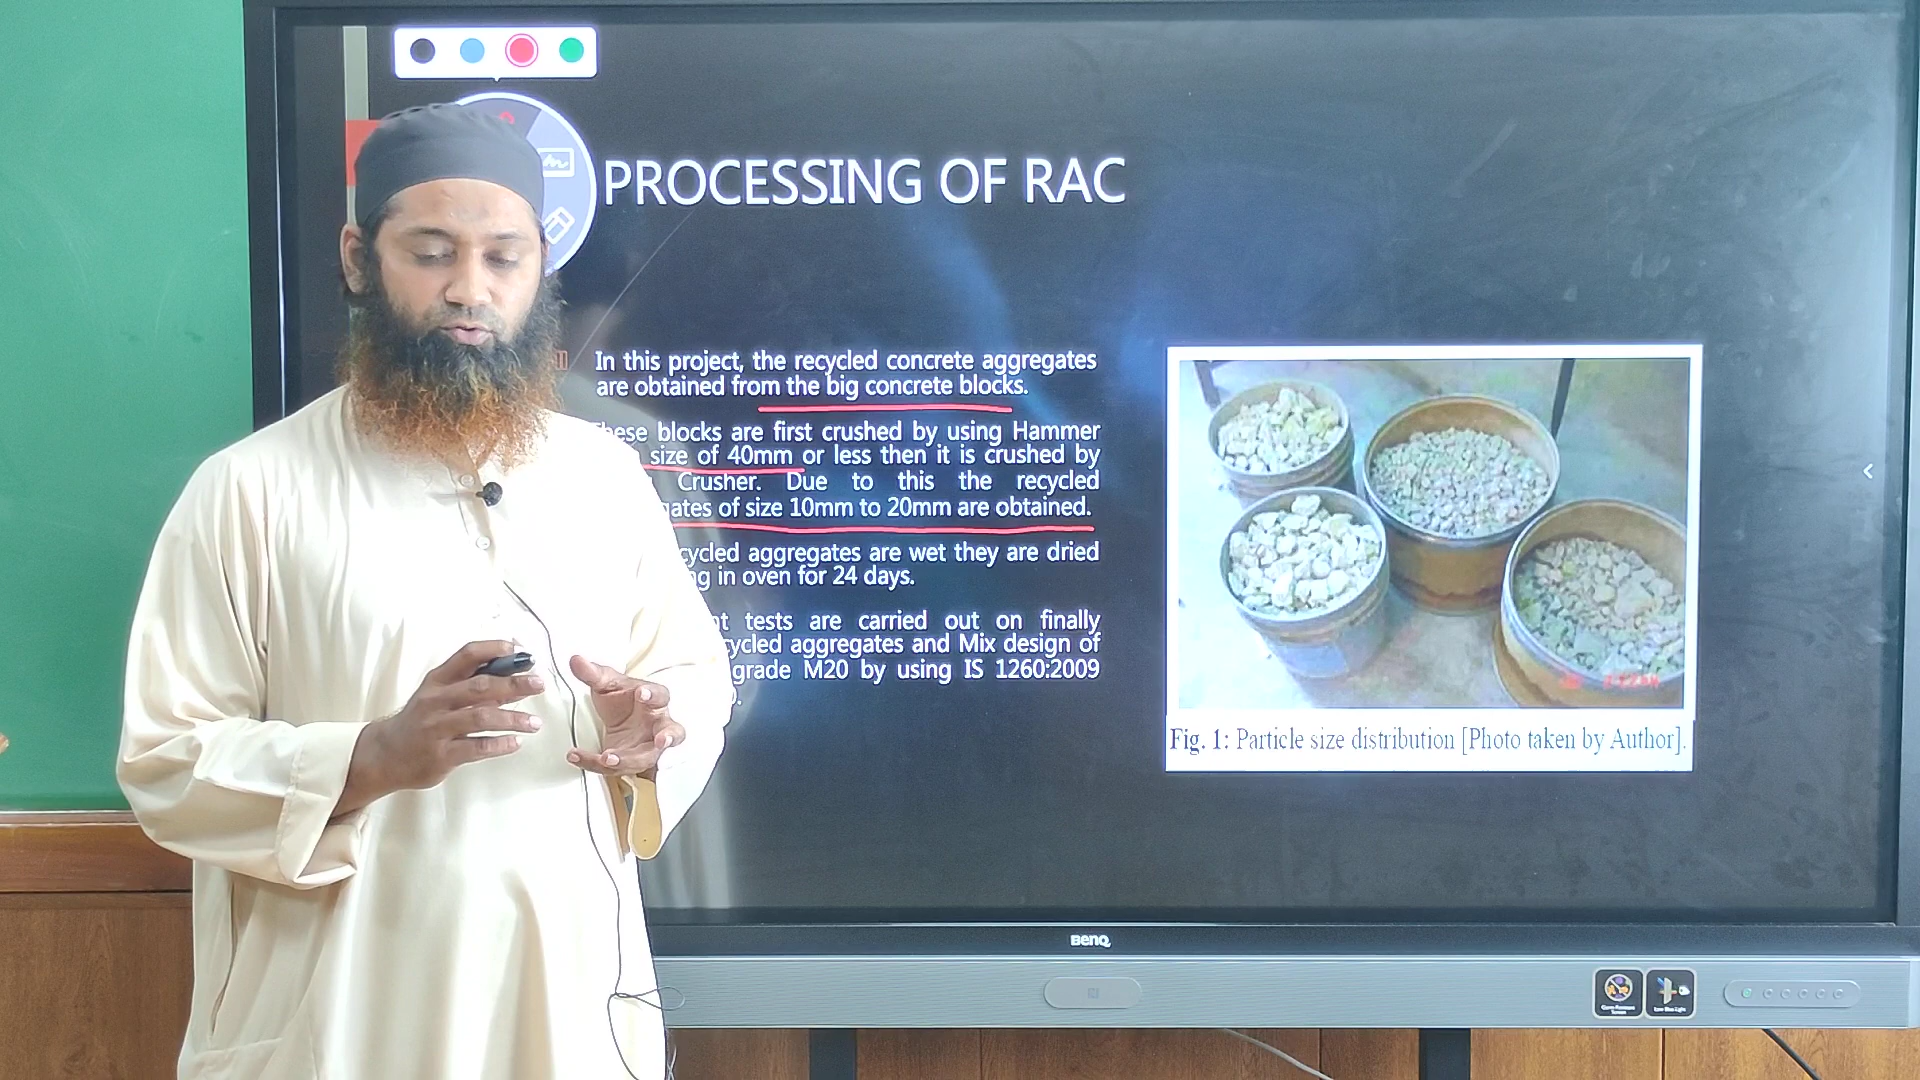 PROCESSING OF RAC
In this project, the recycled concrete aggregates
are obtained from the big concrete blocks.
These blocks are first crushed by using Hammer
size of 40mm or less then it is crushed by
Crusher. Due to this the recycled
of size 10mm to 20mm are obtained.
aggregates are wet they are dried
in oven for 24 days.
tests are carried out on finally
aggregates and Mix design of
grade M20 by using IS 1260:2009
Fig. 1: Particle size distribution [Photo taken by Author].
BenQ